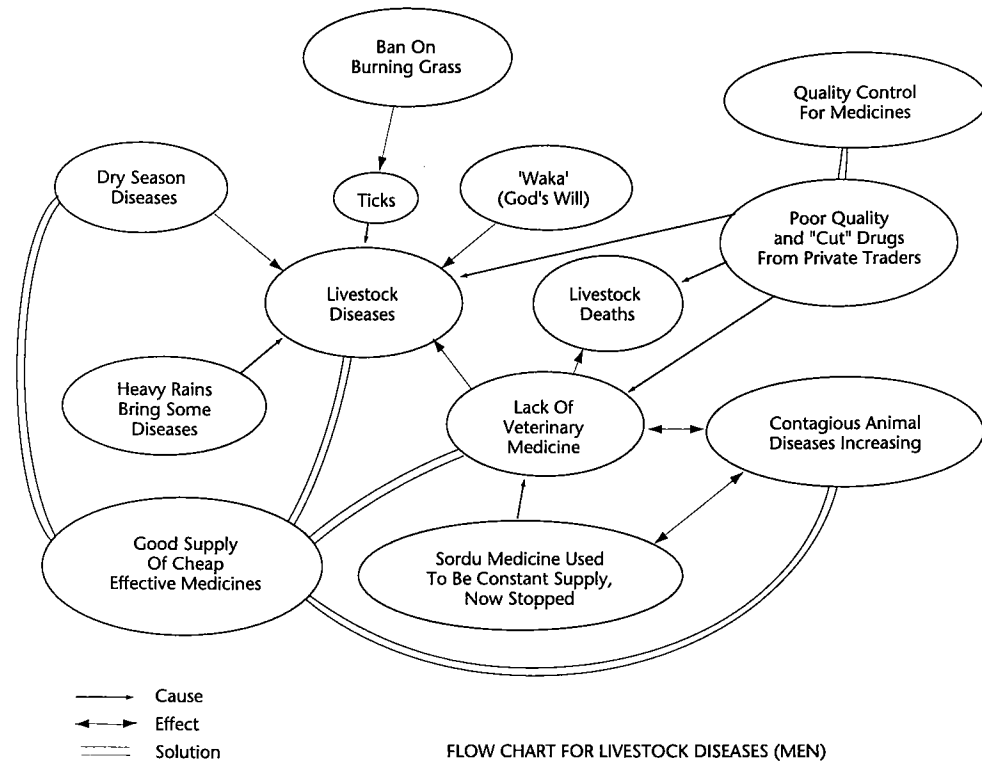 Ban On
Burning Grass
Quality Control
For Medicines
Dry Season
Diseases
Ticks
'Waka'
(God's Will)
Poor Quality
and "Cut" Drugs
From Private Traders
Livestock
Diseases
Livestock
Deaths
Heavy Rains
Bring Some
Diseases
Lack Of
Veterinary
Medicine
Contagious Animal
Diseases Increasing
Good Supply
Of Cheap
Effective Medicines
Sordu Medicine Used
To Be Constant Supply,
Now Stopped
Cause
Effect
Solution
FLOW CHART FOR LIVESTOCK DISEASES (MEN)